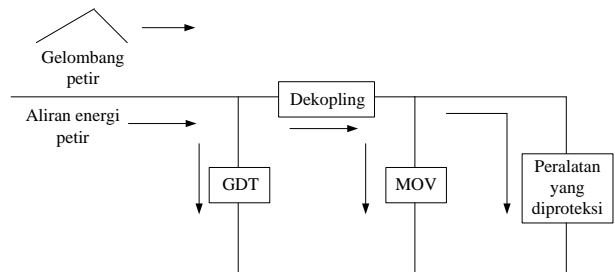 Gelombang
petir
Aliran energi
petir
Dekopling
GDT
MOV
Peralatan
yang
diproteksi